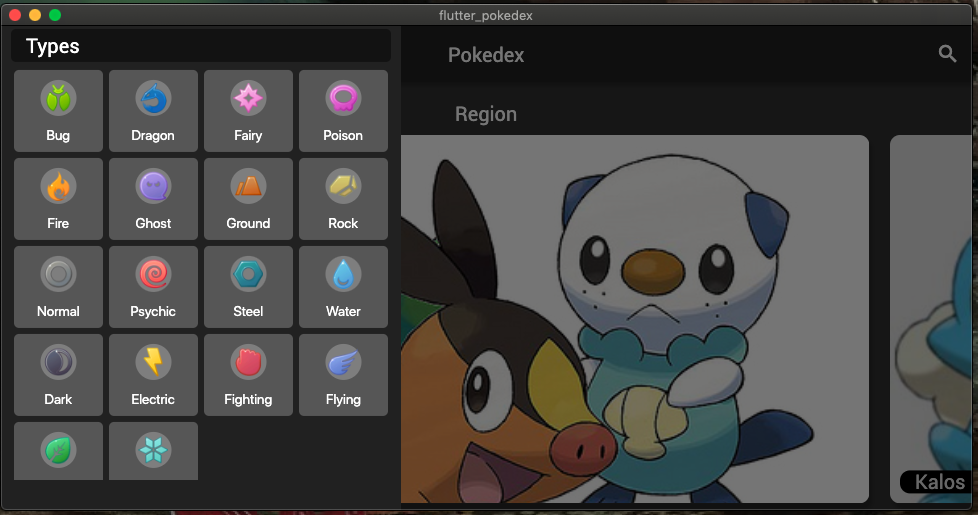 flutter_pokedex
Types
Bug Dragon Fairy Poison
Fire Ghost Ground Rock
Normal Psychic Steel Water
Dark Electric Fighting Flying
Pokedex
Region
Kalos